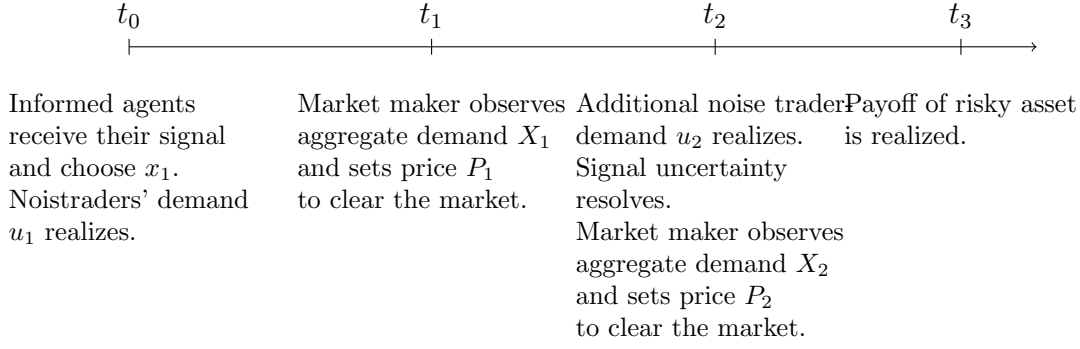 t₀ t₁ t₂ t₃
Informed agents
receive their signal
and choose x₁.
Noistraders' demand
u₁ realizes.
Market maker observes
aggregate demand X₁
and sets price P₁
to clear the market.
Additional noise trader
demand u₂ realizes.
Signal uncertainty
resolves.
Market maker observes
aggregate demand X₂
and sets price P₂
to clear the market.
Payoff of risky asset
is realized.